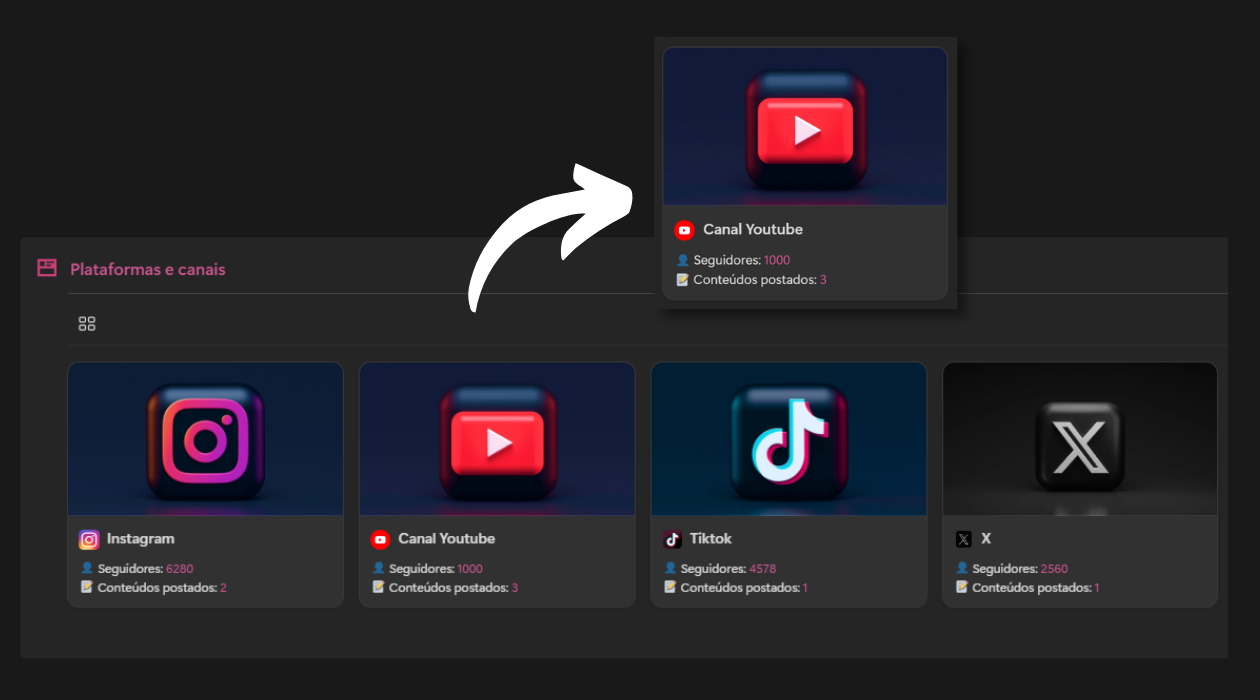 Canal Youtube
Seguidores: 1000
Conteúdos postados: 3
Plataformas e canais
Instagram
Seguidores: 6280
Conteúdos postados: 2
Canal Youtube
Seguidores: 1000
Conteúdos postados: 3
Tiktok
Seguidores: 4578
Conteúdos postados: 1
X
Seguidores: 2560
Conteúdos postados: 1